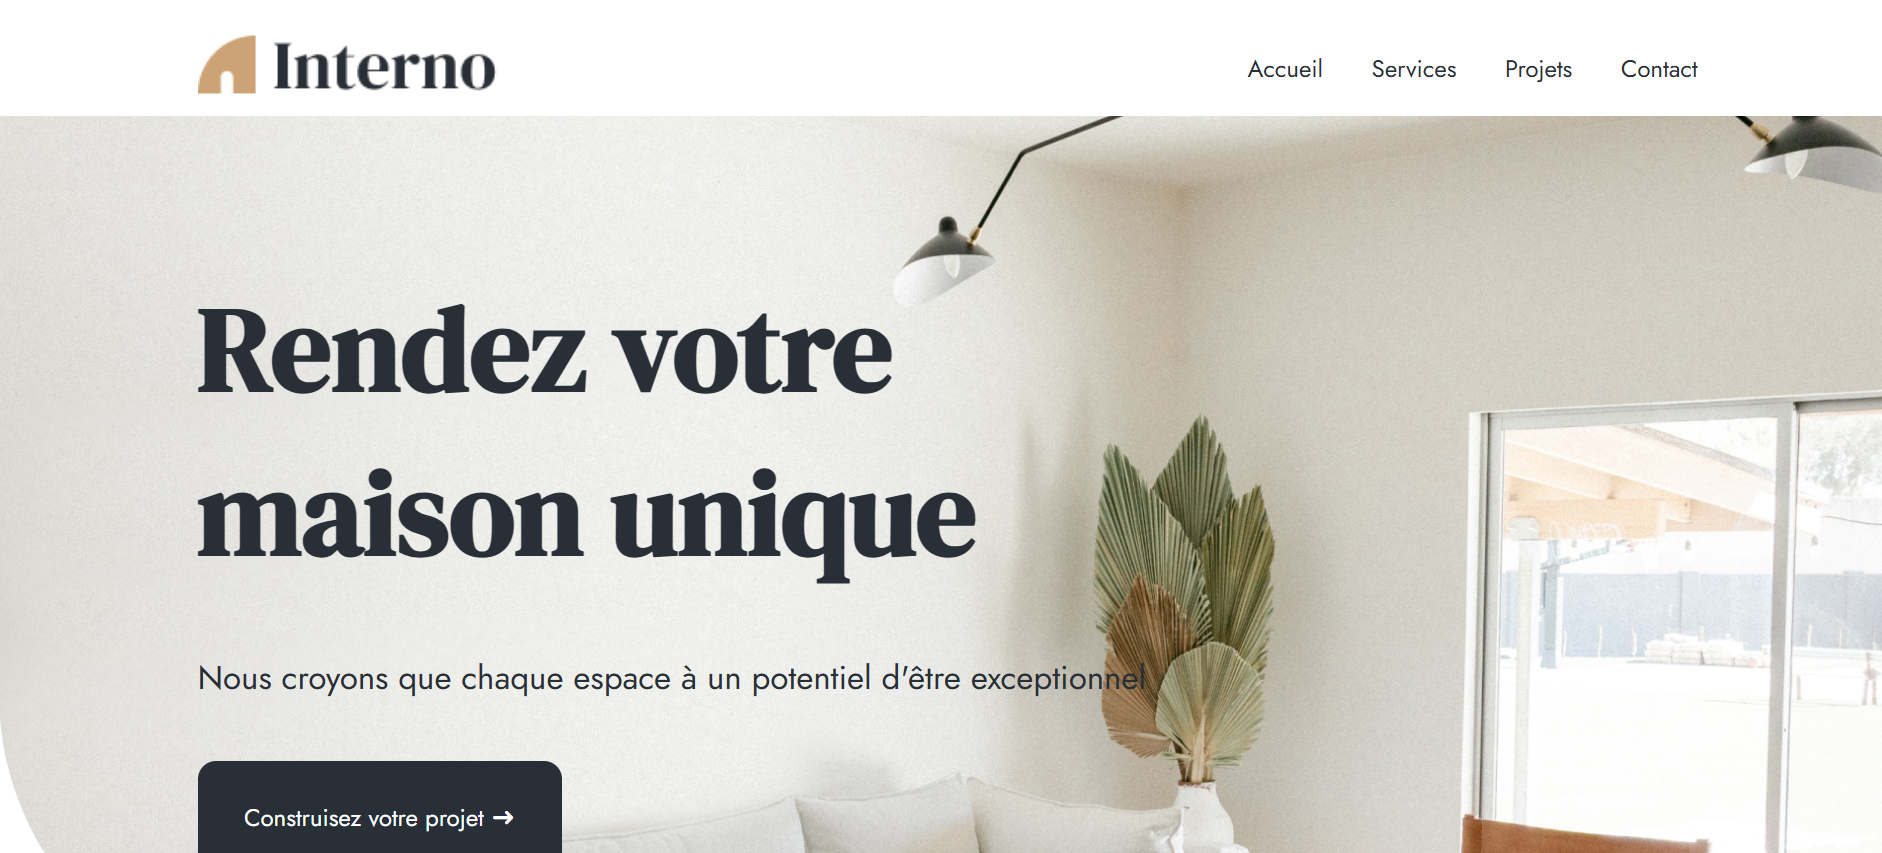 Interno
Accueil Services Projets Contact
Rendez votre
maison unique
Nous croyons que chaque espace à un potentiel d'être exceptionnel
Construisez votre projet →